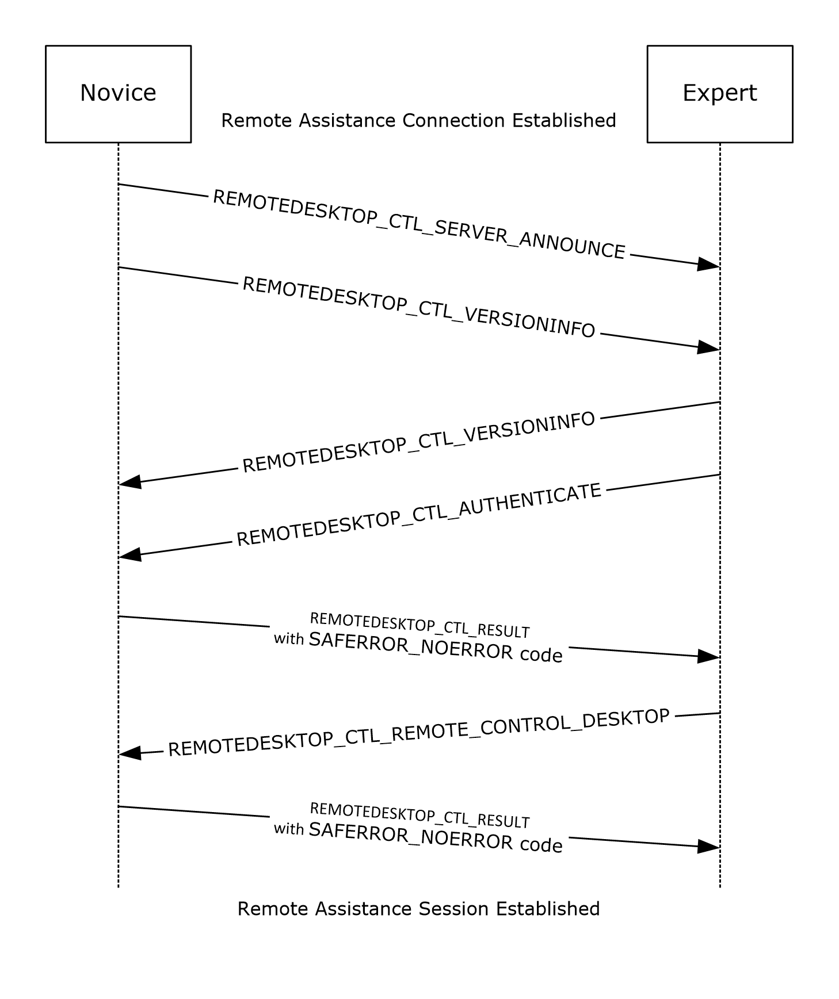 Novice
Expert
Remote Assistance Connection Established
REMOTEDESKTOP_CTL_SERVER_ANNOUNCE
REMOTEDESKTOP_CTL_VERSIONINFO
REMOTEDESKTOP_CTL_VERSIONINFO
REMOTEDESKTOP_CTL_AUTHENTICATE
REMOTEDESKTOP_CTL_RESULT
with SAFERROR_NOERROR code
REMOTEDESKTOP_CTL_REMOTE_CONTROL_DESKTOP
REMOTEDESKTOP_CTL_RESULT
with SAFERROR_NOERROR code
Remote Assistance Session Established